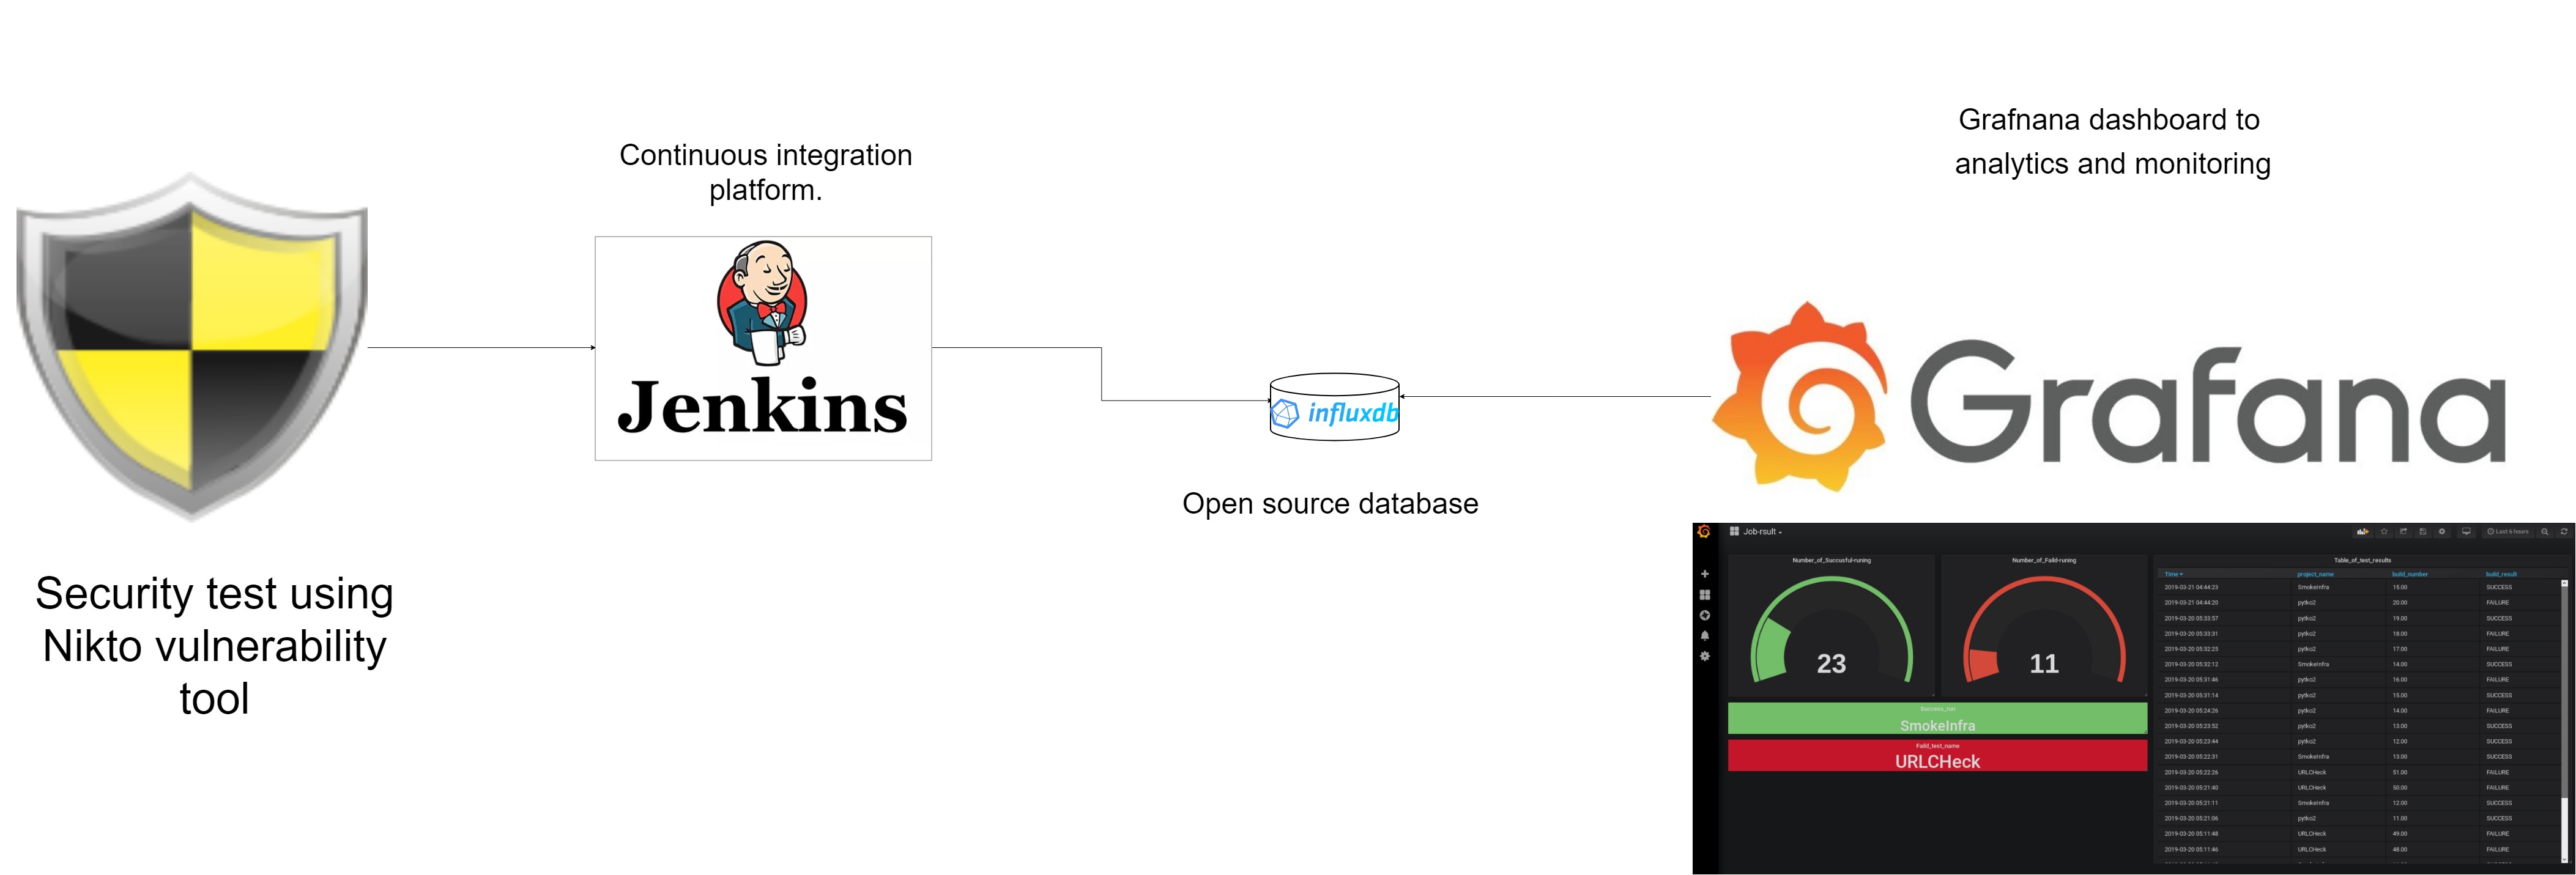 Grafnana dashboard to
analytics and monitoring
Continuous integration
platform.
Jenkins
influxdb
Grafana
Open source database
Security test using
Nikto vulnerability
tool
Job-rsult
Last 6 hours
Number_of_Succusful-runing
Number_of_Faild-runing
Table_of_test_results
23
11
Success_run
SmokeInfra
Faild_test_name
URLCHeck
Time project_name build_number build_result
2019-03-21 04:44:23 SmokeInfra 15.00 SUCCESS
2019-03-21 04:44:20 pytko2 20.00 FAILURE
2019-03-20 05:33:57 pytko2 19.00 SUCCESS
2019-03-20 05:33:31 pytko2 18.00 FAILURE
2019-03-20 05:32:25 pytko2 17.00 FAILURE
2019-03-20 05:32:12 SmokeInfra 14.00 SUCCESS
2019-03-20 05:31:46 pytko2 16.00 FAILURE
2019-03-20 05:31:14 pytko2 15.00 SUCCESS
2019-03-20 05:24:26 pytko2 14.00 FAILURE
2019-03-20 05:23:52 pytko2 13.00 SUCCESS
2019-03-20 05:23:44 pytko2 12.00 SUCCESS
2019-03-20 05:22:31 SmokeInfra 13.00 SUCCESS
2019-03-20 05:22:26 URLCHeck 51.00 FAILURE
2019-03-20 05:21:40 URLCHeck 50.00 FAILURE
2019-03-20 05:21:11 SmokeInfra 12.00 SUCCESS
2019-03-20 05:21:06 pytko2 11.00 SUCCESS
2019-03-20 05:11:48 URLCHeck 49.00 FAILURE
2019-03-20 05:11:46 URLCHeck 48.00 FAILURE